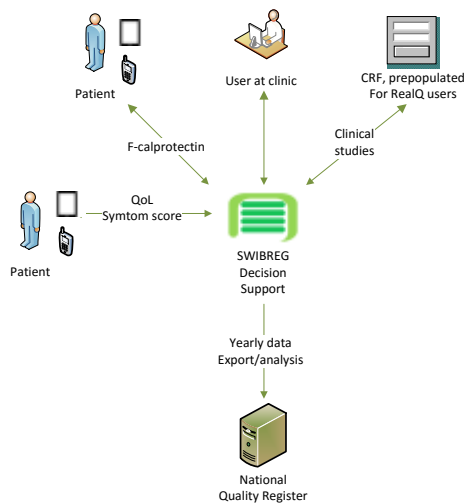 Patient
User at clinic
CRF, prepopulated
For RealQ users
F-calprotectin
Clinical
studies
QoL
Symtom score
Patient
SWIBREG
Decision
Support
Yearly data
Export/analysis
National
Quality Register